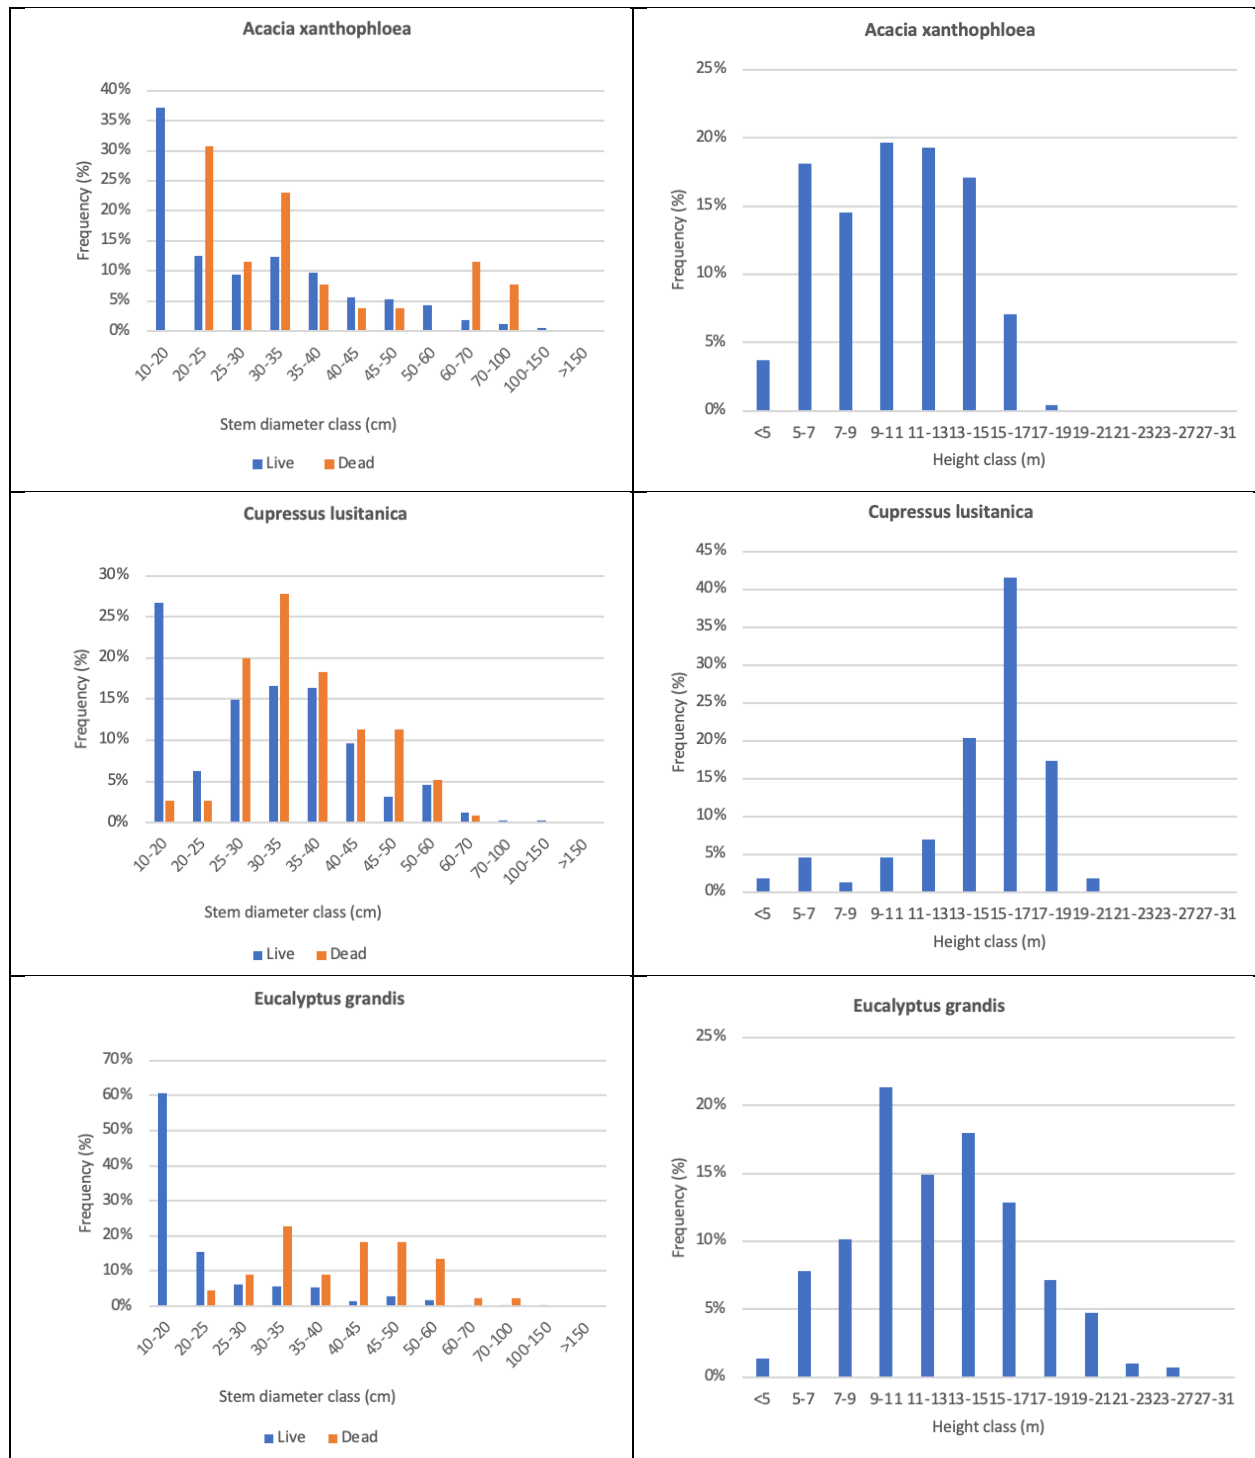 Acacia xanthophloea
40%
35%
30%
25%
20%
15%
10%
5%
0%
Frequency (%)
10-20 20-25 25-30 30-35 35-40 40-45 45-50 50-60 60-70 70-100 100-150 >150
Stem diameter class (cm)
Live Dead
Acacia xanthophloea
25%
20%
15%
10%
5%
0%
Frequency (%)
<5 5-7 7-9 9-11 11-13 13-15 15-17 17-19 19-21 21-23 23-27 27-31
Height class (m)
Cupressus lusitanica
30%
25%
20%
15%
10%
5%
0%
Frequency (%)
10-20 20-25 25-30 30-35 35-40 40-45 45-50 50-60 60-70 70-100 100-150 >150
Stem diameter class (cm)
Live Dead
Cupressus lusitanica
45%
40%
35%
30%
25%
20%
15%
10%
5%
0%
Frequency (%)
<5 5-7 7-9 9-11 11-13 13-15 15-17 17-19 19-21 21-23 23-27 27-31
Height class (m)
Eucalyptus grandis
70%
60%
50%
40%
30%
20%
10%
0%
Frequency (%)
10-20 20-25 25-30 30-35 35-40 40-45 45-50 50-60 60-70 70-100 100-150 >150
Stem diameter class (cm)
Live Dead
Eucalyptus grandis
25%
20%
15%
10%
5%
0%
Frequency (%)
<5 5-7 7-9 9-11 11-13 13-15 15-17 17-19 19-21 21-23 23-27 27-31
Height class (m)